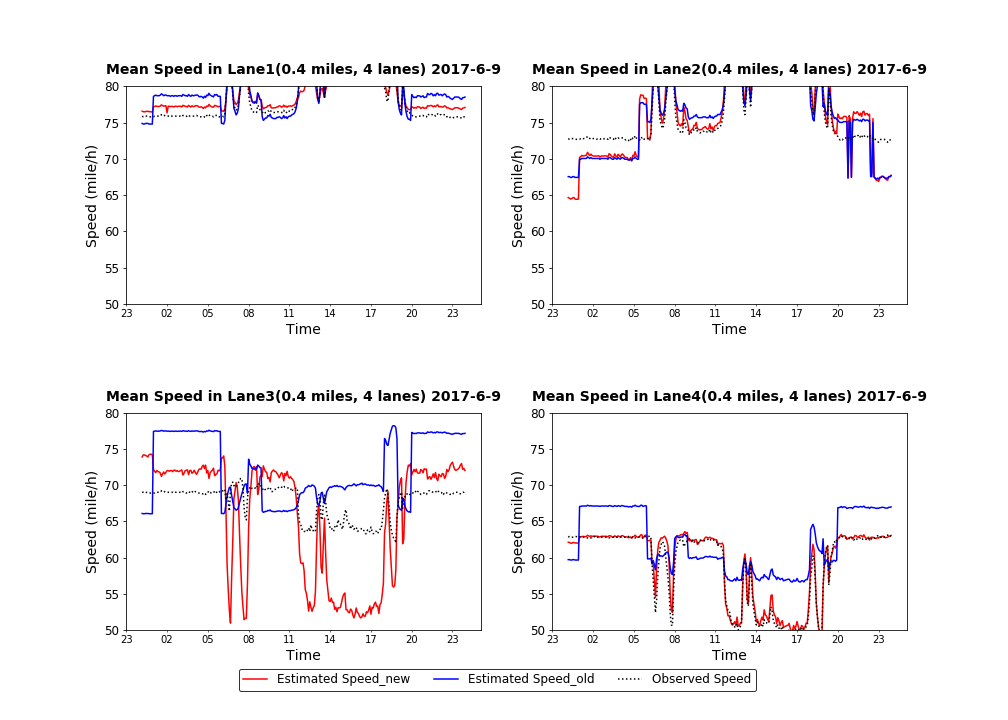 Mean Speed in Lane1(0.4 miles, 4 lanes) 2017-6-9
80
75
70
65
60
55
50
Speed (mile/h)
23 02 05 08 11 14 17 20 23
Time
Mean Speed in Lane2(0.4 miles, 4 lanes) 2017-6-9
80
75
70
65
60
55
50
Speed (mile/h)
23 02 05 08 11 14 17 20 23
Time
Mean Speed in Lane3(0.4 miles, 4 lanes) 2017-6-9
80
75
70
65
60
55
50
Speed (mile/h)
23 02 05 08 11 14 17 20 23
Time
Mean Speed in Lane4(0.4 miles, 4 lanes) 2017-6-9
80
75
70
65
60
55
50
Speed (mile/h)
23 02 05 08 11 14 17 20 23
Time
Estimated Speed_new Estimated Speed_old Observed Speed